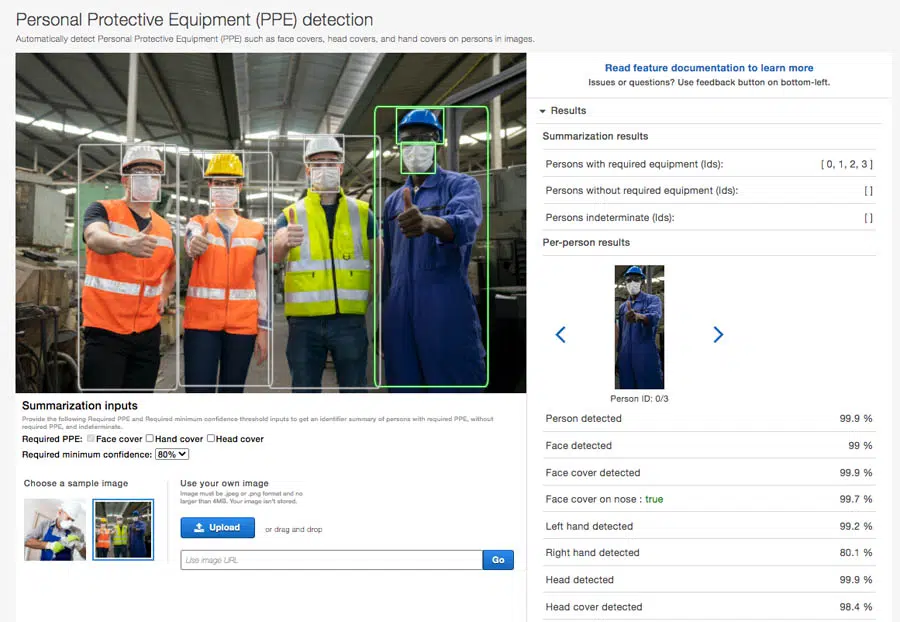 Personal Protective Equipment (PPE) detection
Automatically detect Personal Protective Equipment (PPE) such as face covers, head covers, and hand covers on persons in images.
Summarization inputs
Provide the following Required PPE and Required minimum confidence threshold inputs to get an identifier summary of persons with required PPE, without
required PPE, and indeterminate.
Required PPE: Face cover Hand cover Head cover
Required minimum confidence: 80%
Choose a sample image
Use your own image
Image must be .jpeg or .png format and no
larger than 4MB. Your image isn't stored.
Upload or drag and drop
Use image URL Go
Read feature documentation to learn more
Issues or questions? Use feedback button on bottom-left.
Results
Summarization results
Persons with required equipment (Ids): [ 0, 1, 2, 3 ]
Persons without required equipment (Ids): [ ]
Persons indeterminate (Ids): [ ]
Per-person results
Person ID: 0/3
Person detected 99.9 %
Face detected 99 %
Face cover detected 99.9 %
Face cover on nose : true 99.7 %
Left hand detected 99.2 %
Right hand detected 80.1 %
Head detected 99.9 %
Head cover detected 98.4 %